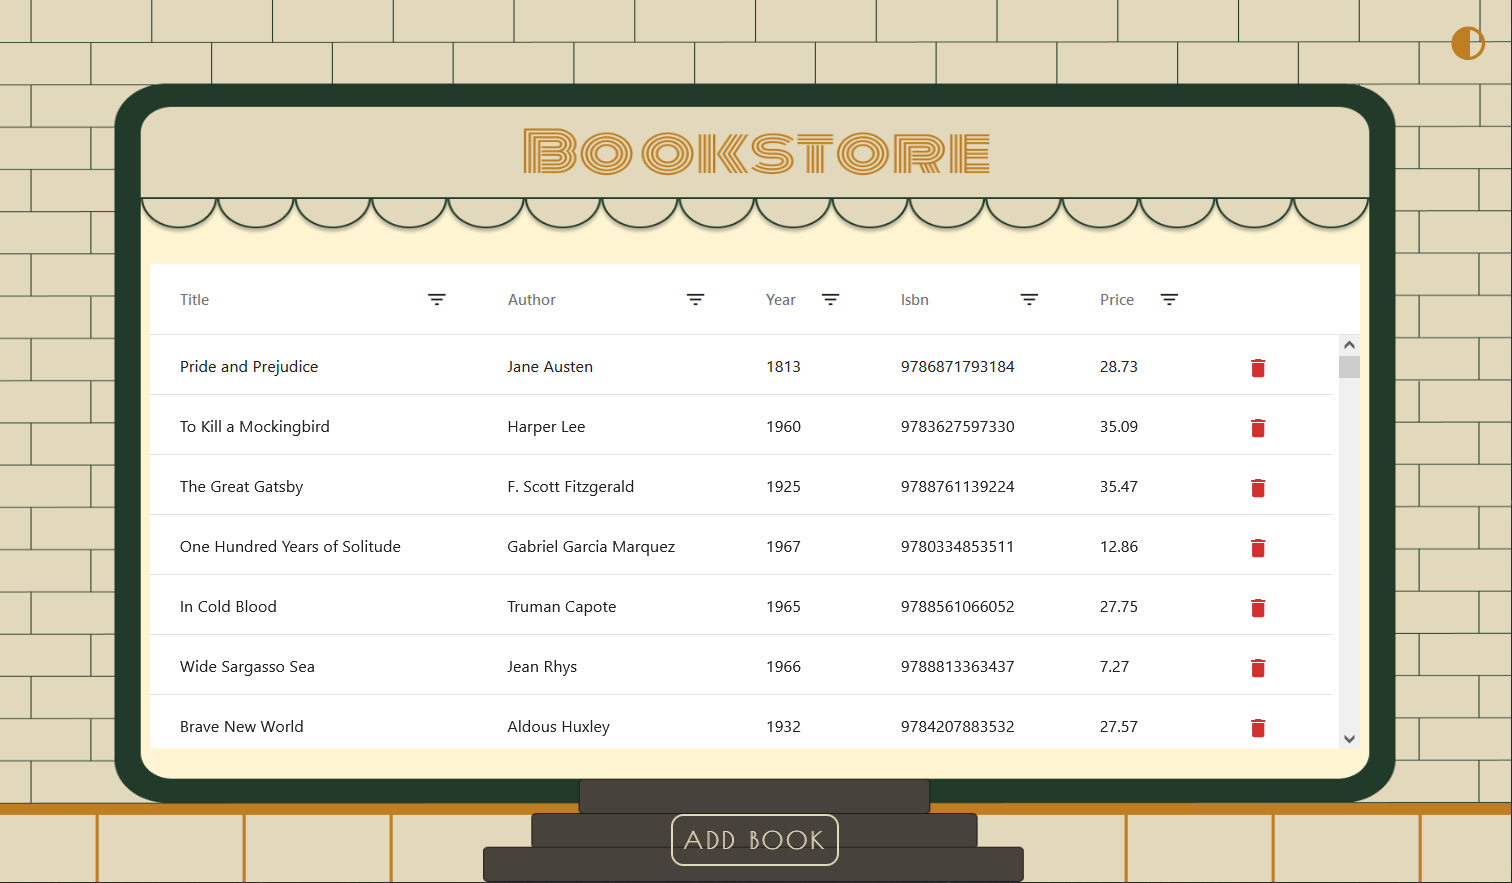 Bookstore
Title Author Year Isbn Price
Pride and Prejudice Jane Austen 1813 9786871793184 28.73
To Kill a Mockingbird Harper Lee 1960 9783627597330 35.09
The Great Gatsby F. Scott Fitzgerald 1925 9788761139224 35.47
One Hundred Years of Solitude Gabriel Garcia Marquez 1967 9780334853511 12.86
In Cold Blood Truman Capote 1965 9788561066052 27.75
Wide Sargasso Sea Jean Rhys 1966 9788813363437 7.27
Brave New World Aldous Huxley 1932 9784207883532 27.57
ADD BOOK